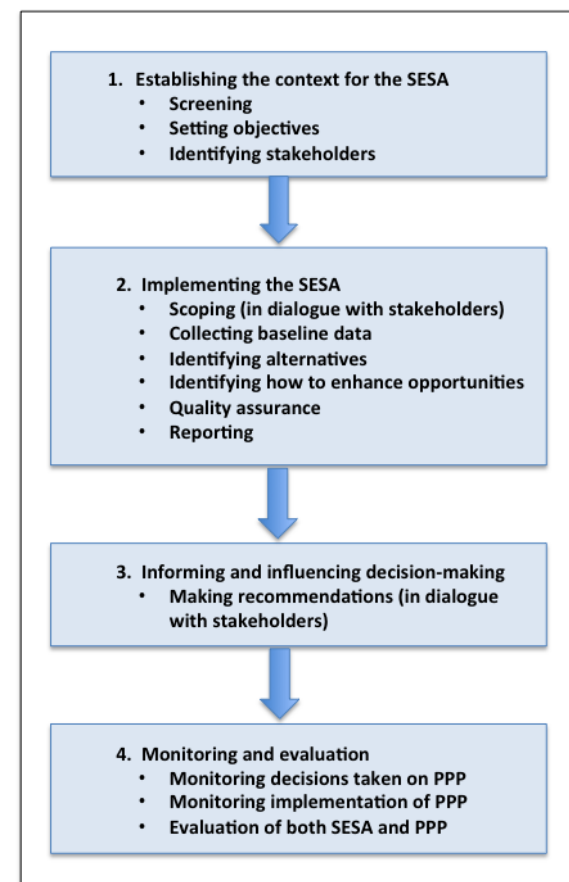 1. Establishing the context for the SESA
• Screening
• Setting objectives
• Identifying stakeholders
2. Implementing the SESA
• Scoping (in dialogue with stakeholders)
• Collecting baseline data
• Identifying alternatives
• Identifying how to enhance opportunities
• Quality assurance
• Reporting
3. Informing and influencing decision-making
• Making recommendations (in dialogue
with stakeholders)
4. Monitoring and evaluation
• Monitoring decisions taken on PPP
• Monitoring implementation of PPP
• Evaluation of both SESA and PPP